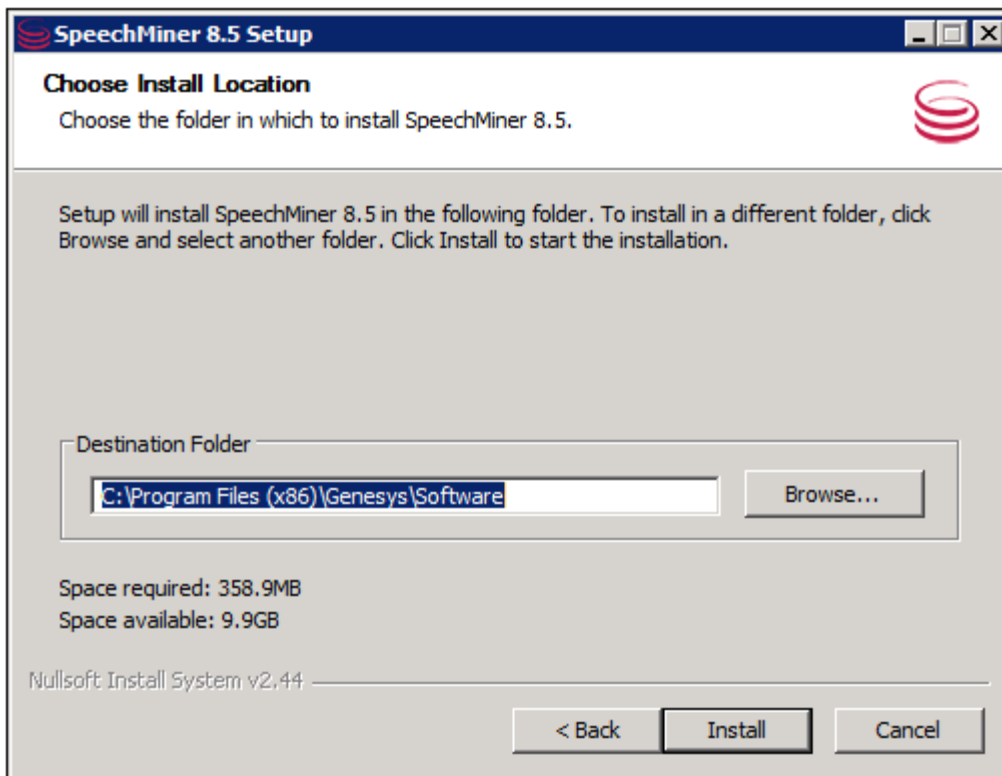 SpeechMiner 8.5 Setup
Choose Install Location
Choose the folder in which to install SpeechMiner 8.5.
Setup will install SpeechMiner 8.5 in the following folder. To install in a different folder, click
Browse and select another folder. Click Install to start the installation.
Destination Folder
C:\Program Files (x86)\Genesys\Software
Browse...
Space required: 358.9MB
Space available: 9.9GB
Nullsoft Install System v2.44
< Back
Install
Cancel